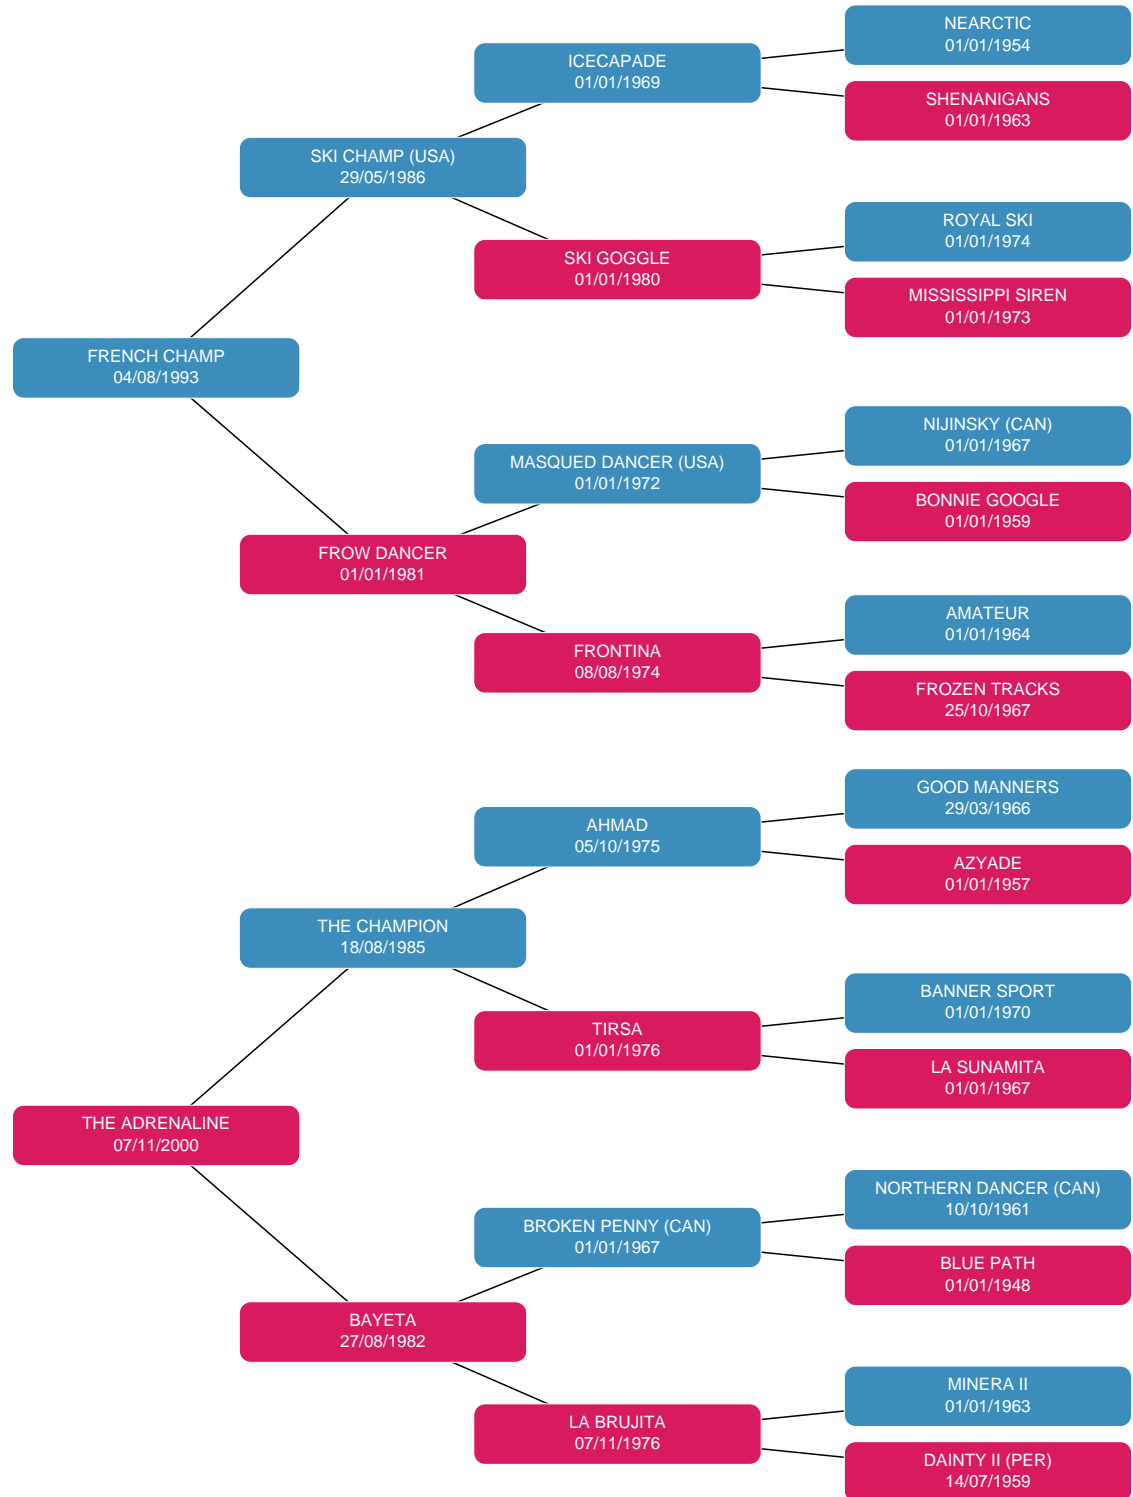 NEARCTIC
01/01/1954
ICECAPADE
01/01/1969
SHENANIGANS
01/01/1963
SKI CHAMP (USA)
29/05/1986
ROYAL SKI
01/01/1974
SKI GOGGLE
01/01/1980
MISSISSIPPI SIREN
01/01/1973
FRENCH CHAMP
04/08/1993
NIJINSKY (CAN)
01/01/1967
MASQUED DANCER (USA)
01/01/1972
BONNIE GOOGLE
01/01/1959
FROW DANCER
01/01/1981
AMATEUR
01/01/1964
FRONTINA
08/08/1974
FROZEN TRACKS
25/10/1967
GOOD MANNERS
29/03/1966
AHMAD
05/10/1975
AZYADE
01/01/1957
THE CHAMPION
18/08/1985
BANNER SPORT
01/01/1970
TIRSA
01/01/1976
LA SUNAMITA
01/01/1967
THE ADRENALINE
07/11/2000
NORTHERN DANCER (CAN)
10/10/1961
BROKEN PENNY (CAN)
01/01/1967
BLUE PATH
01/01/1948
BAYETA
27/08/1982
MINERA II
01/01/1963
LA BRUJITA
07/11/1976
DAINTY II (PER)
14/07/1959